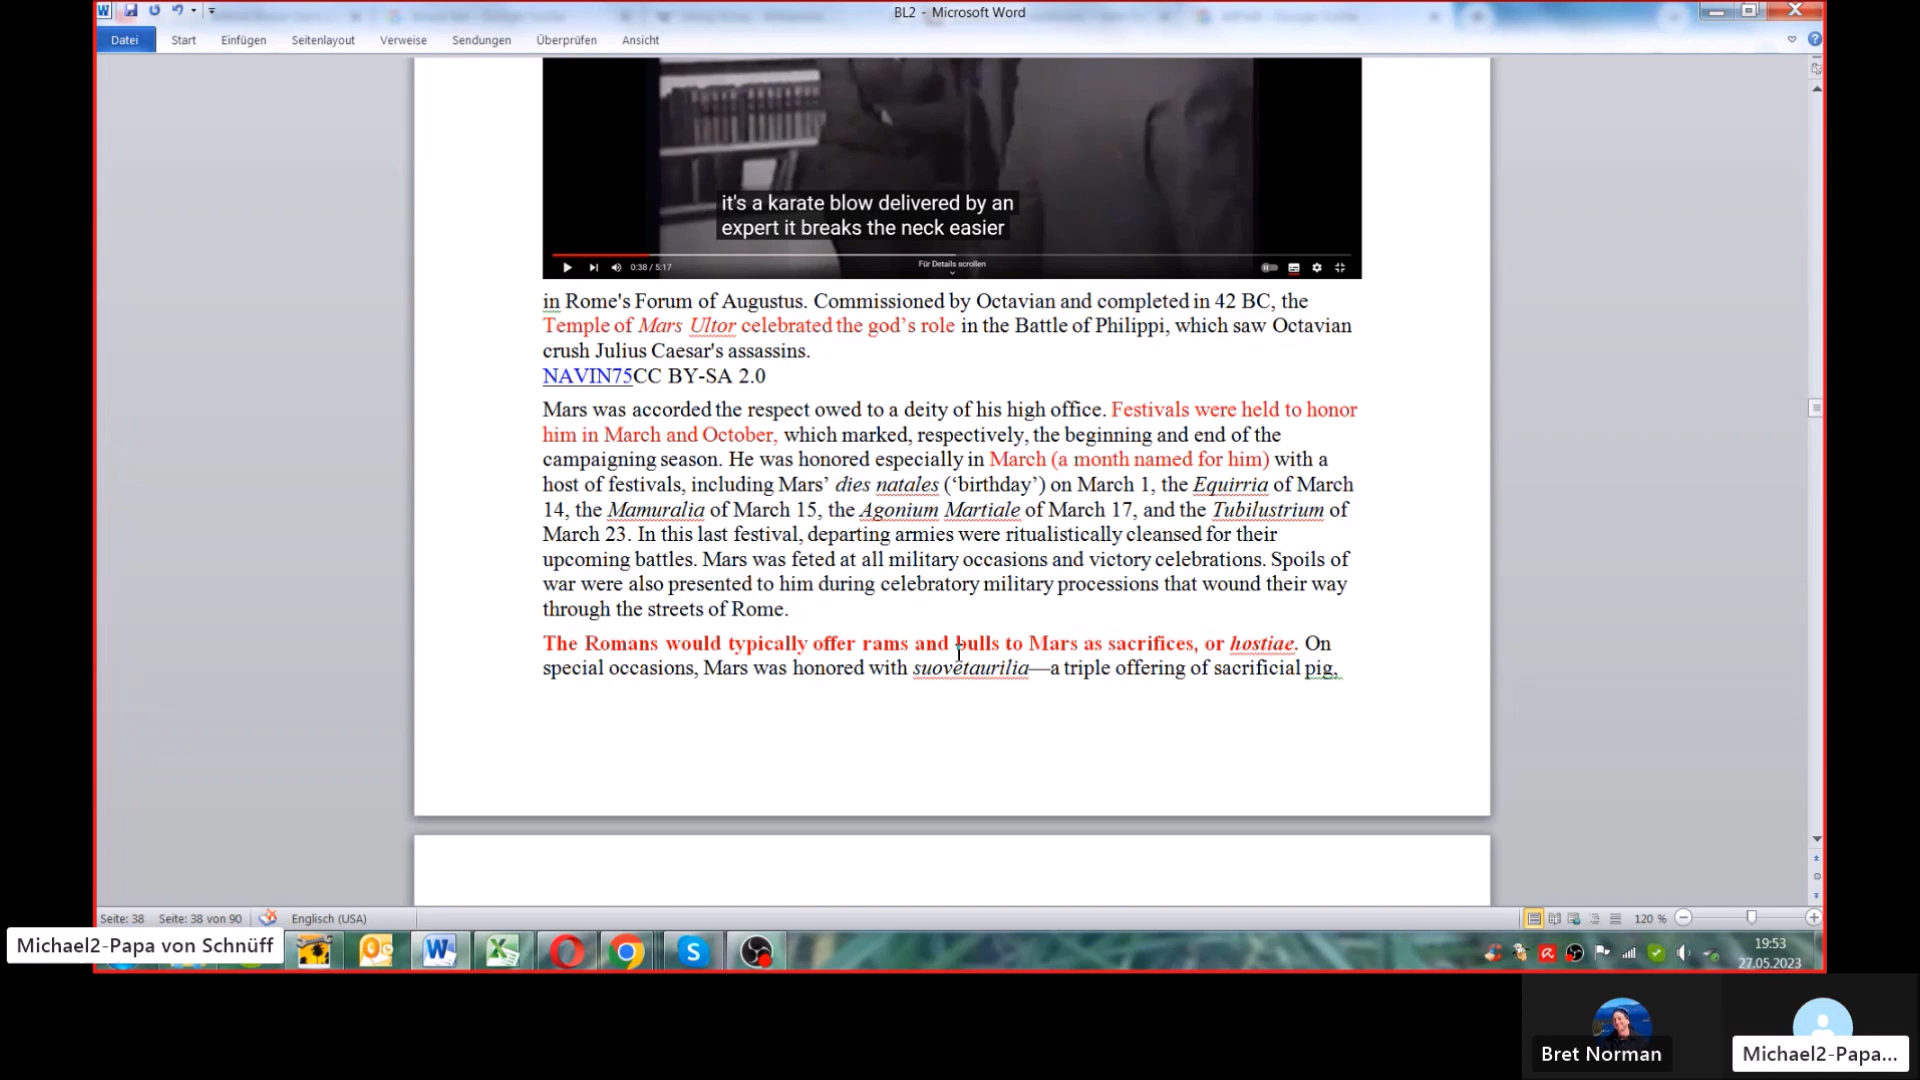 BL2 - Microsoft Word
Datei Start Einfügen Seitenlayout Verweise Sendungen Überprüfen Ansicht
it's a karate blow delivered by an
expert it breaks the neck easier
0:38 / 5:17
Für Details scrollen
in Rome's Forum of Augustus. Commissioned by Octavian and completed in 42 BC, the
Temple of Mars Ultor celebrated the god’s role in the Battle of Philippi, which saw Octavian
crush Julius Caesar's assassins.
NAVIN75CC BY-SA 2.0
Mars was accorded the respect owed to a deity of his high office. Festivals were held to honor
him in March and October, which marked, respectively, the beginning and end of the
campaigning season. He was honored especially in March (a month named for him) with a
host of festivals, including Mars’ dies natales (‘birthday’) on March 1, the Equirria of March
14, the Mamuralia of March 15, the Agonium Martiale of March 17, and the Tubilustrium of
March 23. In this last festival, departing armies were ritualistically cleansed for their
upcoming battles. Mars was feted at all military occasions and victory celebrations. Spoils of
war were also presented to him during celebratory military processions that wound their way
through the streets of Rome.
The Romans would typically offer rams and bulls to Mars as sacrifices, or hostiae. On
special occasions, Mars was honored with suovetaurilia—a triple offering of sacrificial pig,
Seite: 38 Seite: 38 von 90 Englisch (USA) 120 %
Michael2-Papa von Schnüff
19:53
27.05.2023
Bret Norman
Michael2-Papa...